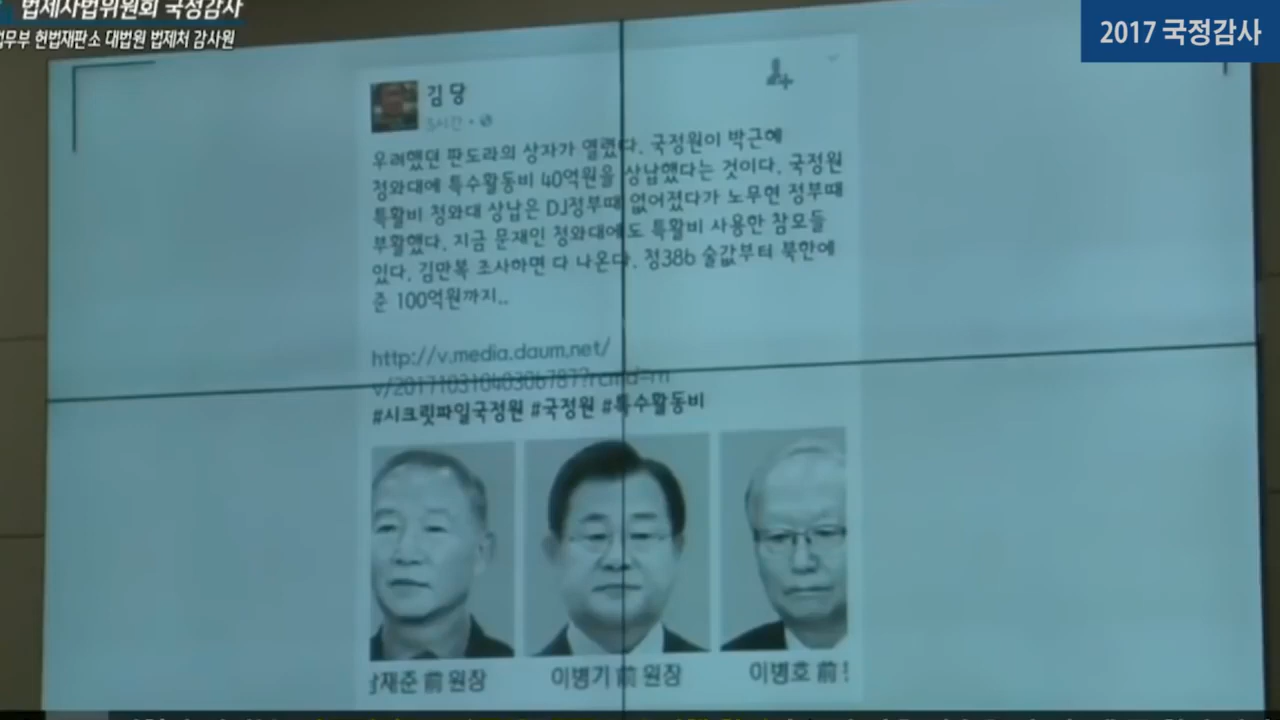 법제사법위원회 국정감사
법무부 헌법재판소 대법원 법제처 감사원
2017 국정감사
김당
5시간
우려했던 판도라의 상자가 열렸다. 국정원이 박근혜
청와대에 특수활동비 40억원을 상납했다는 것이다. 국정원
특활비 청와대 상납은 DJ정부때 없어졌다가 노무현 정부때
부활했다. 지금 문재인 청와대에도 특활비 사용한 참모들
있다. 김만복 조사하면 다 나온다. 정38b 술값부터 북한에
준 100억원까지..
http://v.media.daum.net/
v/20171031040306787?rcmd=rn
#시크릿파일국정원 #국정원 #특수활동비
남재준 前 원장
이병기 前 원장
이병호 前